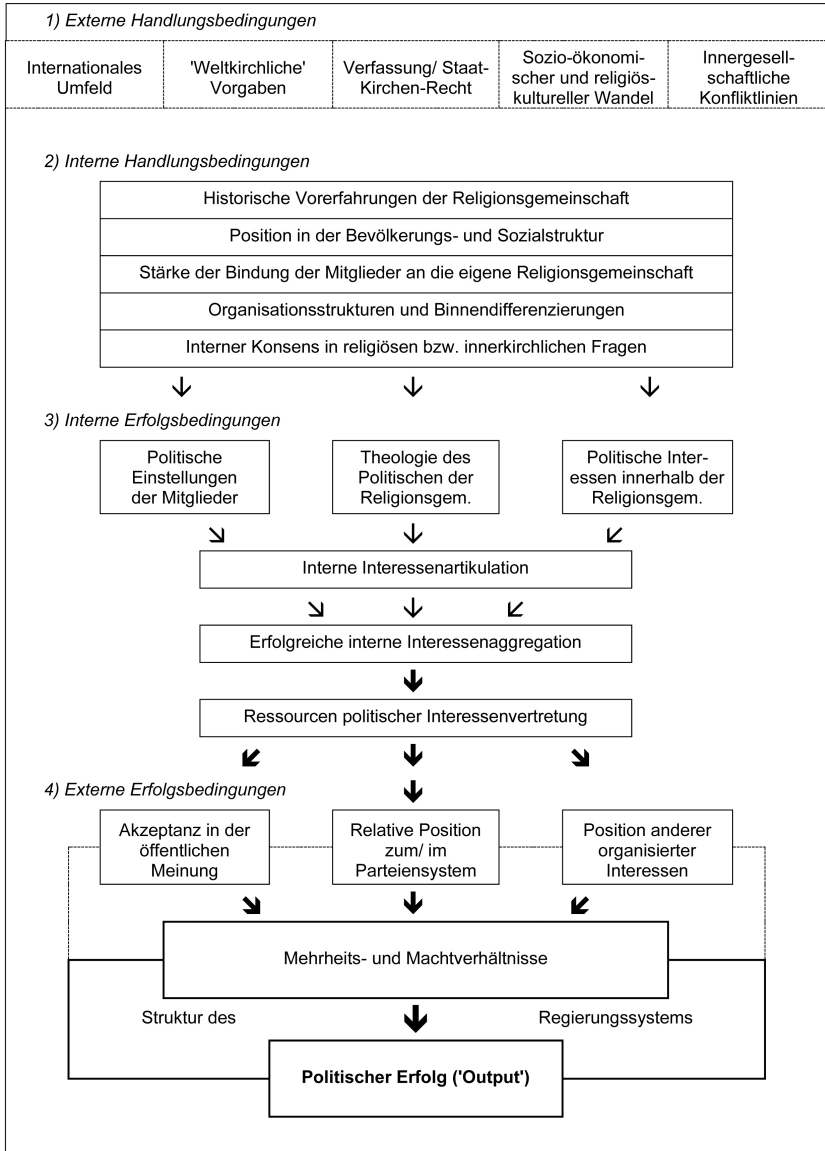 1) Externe Handlungsbedingungen
Internationales
Umfeld
'Weltkirchliche'
Vorgaben
Verfassung/ Staat-
Kirchen-Recht
Sozio-ökonomi-
scher und religiös-
kultureller Wandel
Innergesell-
schaftliche
Konfliktlinien
2) Interne Handlungsbedingungen
Historische Vorerfahrungen der Religionsgemeinschaft
Position in der Bevölkerungs- und Sozialstruktur
Stärke der Bindung der Mitglieder an die eigene Religionsgemeinschaft
Organisationsstrukturen und Binnendifferenzierungen
Interner Konsens in religiösen bzw. innerkirchlichen Fragen
3) Interne Erfolgsbedingungen
Politische
Einstellungen
der Mitglieder
Theologie des
Politischen der
Religionsgem.
Politische Inter-
essen innerhalb der
Religionsgem.
Interne Interessenartikulation
Erfolgreiche interne Interessenaggregation
Ressourcen politischer Interessenvertretung
4) Externe Erfolgsbedingungen
Akzeptanz in der
öffentlichen
Meinung
Relative Position
zum/ im
Parteiensystem
Position anderer
organisierter
Interessen
Mehrheits- und Machtverhältnisse
Struktur des Regierungssystems
Politischer Erfolg ('Output')